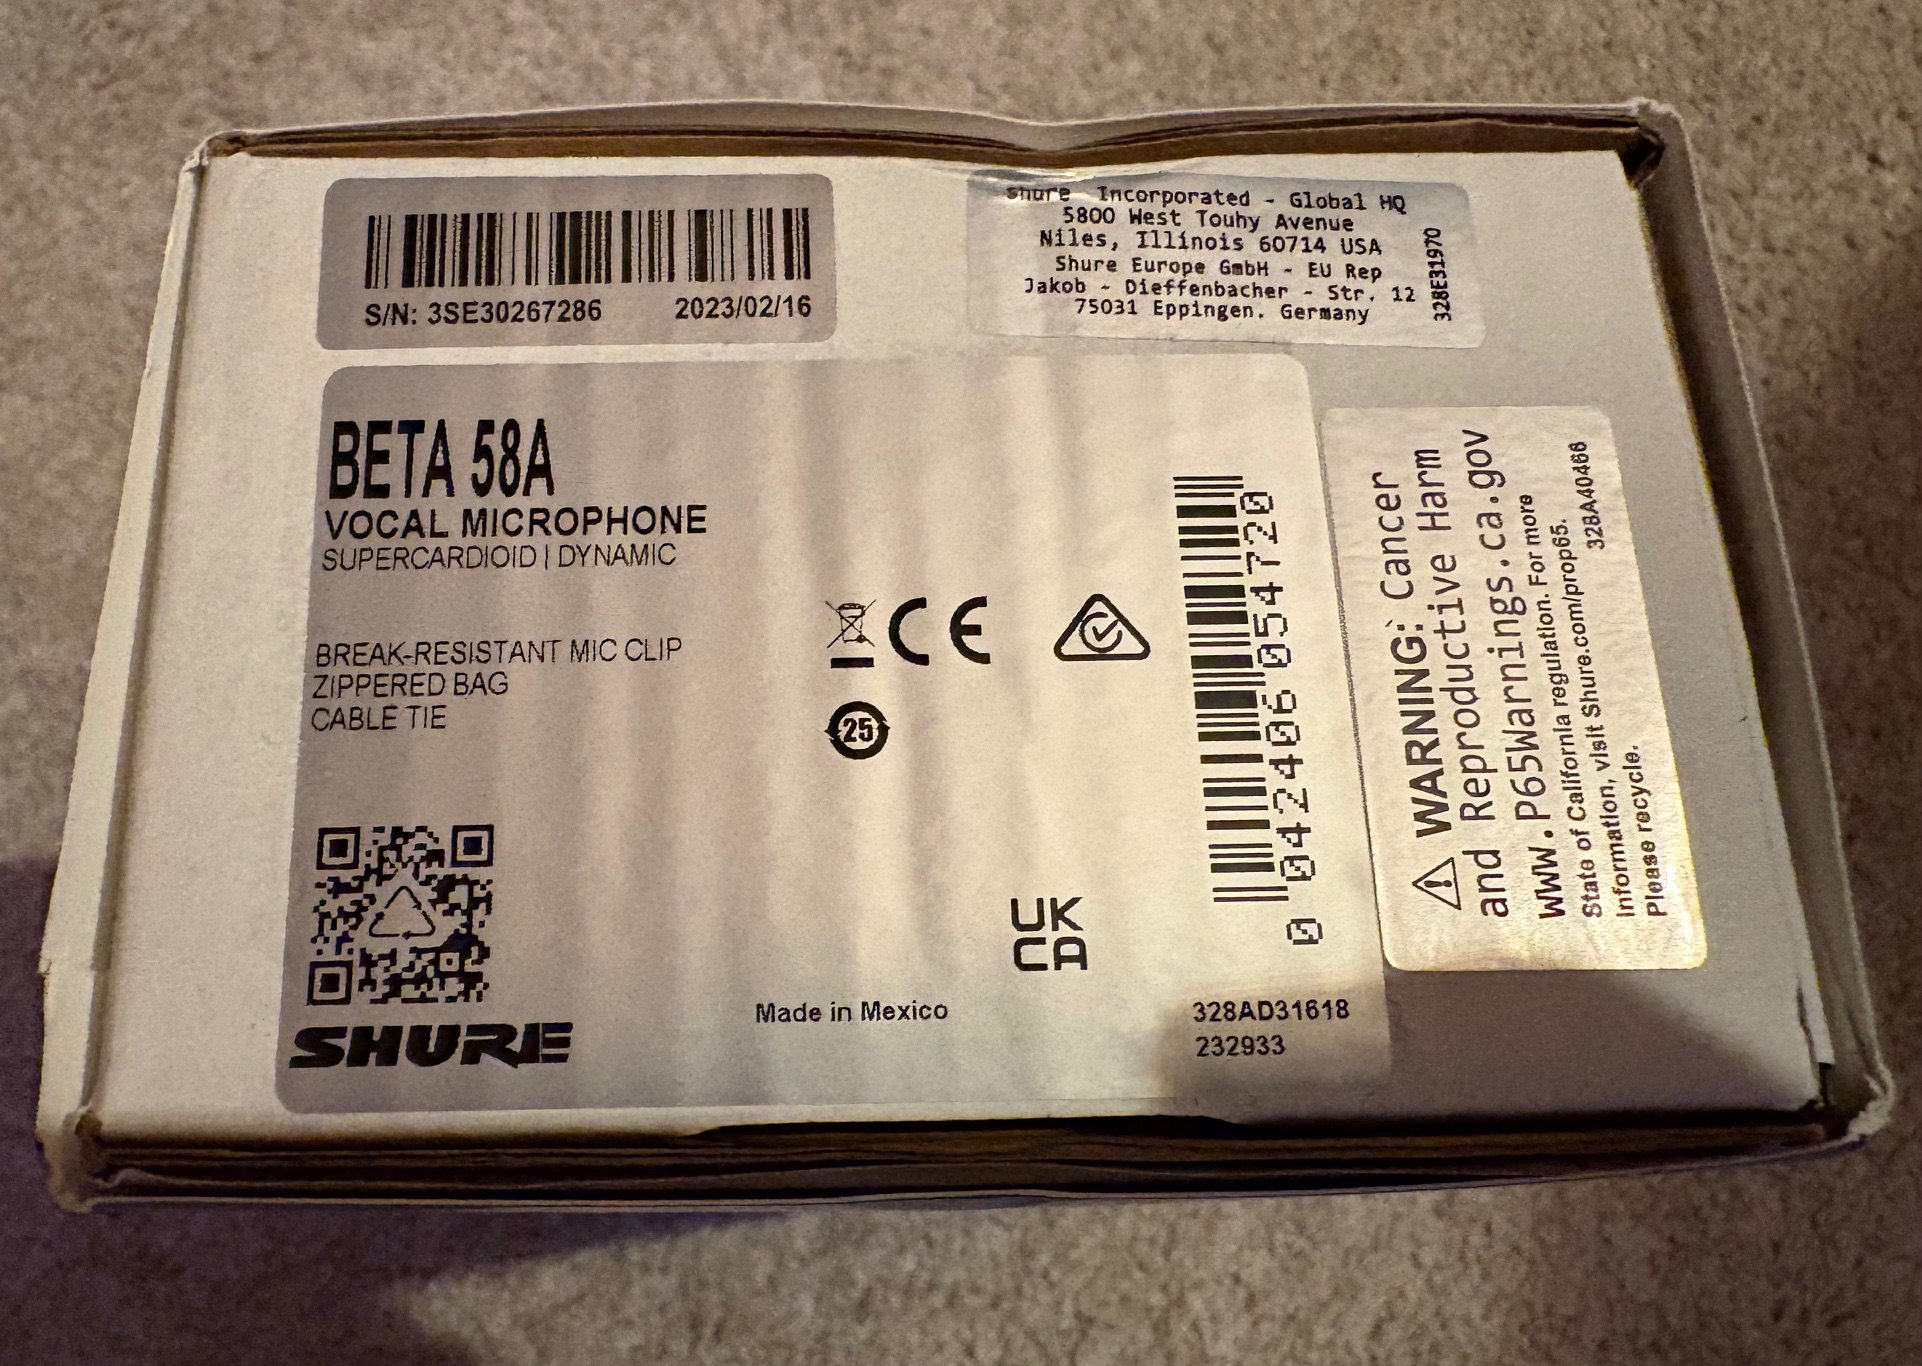 S/N: 3SE30267286 2023/02/16
Shure Incorporated - Global HQ
5800 West Touhy Avenue
Niles, Illinois 60714 USA
Shure Europe GmbH - EU Rep
Jakob - Dieffenbacher - Str. 12
75031 Eppingen. Germany
328E31970
BETA 58A
VOCAL MICROPHONE
SUPERCARDIOID | DYNAMIC
BREAK-RESISTANT MIC CLIP
ZIPPERED BAG
CABLE TIE
CE
25
SHURE
Made in Mexico
UK
CA
0 042406 054720
328AD31618
232933
⚠ WARNING: Cancer
and Reproductive Harm
www.P65Warnings.ca.gov
State of California regulation. For more
information, visit Shure.com/prop65.
Please recycle. 328A40466